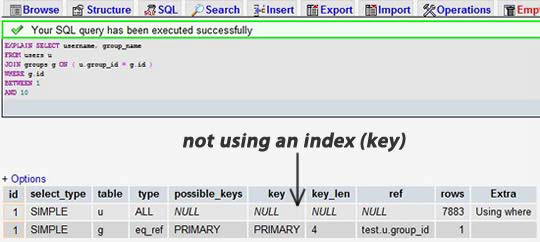 Browse Structure SQL Search Insert Export Import Operations Empt
Your SQL query has been executed successfully
EXPLAIN SELECT username, group_name
FROM users u
JOIN groups g ON ( u.group_id = g.id )
WHERE g.id
BETWEEN 1
AND 10
not using an index (key)
+ Options
id select_type table type possible_keys key key_len ref rows Extra
1 SIMPLE u ALL NULL NULL NULL NULL 7883 Using where
1 SIMPLE g eq_ref PRIMARY PRIMARY 4 test.u.group_id 1